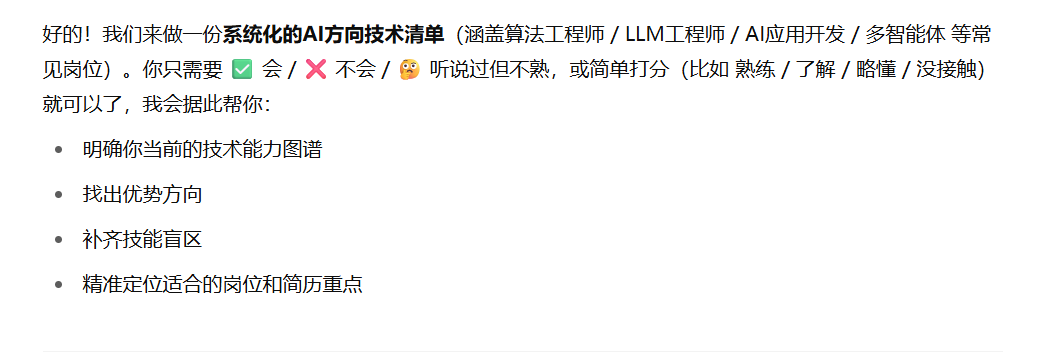 好的！我们来做一份系统化的AI方向技术清单（涵盖算法工程师 / LLM工程师 / AI应用开发 / 多智能体 等常
见岗位）。你只需要 ✅ 会 / ❌ 不会 / 🤔 听说过但不熟，或简单打分（比如 熟练 / 了解 / 略懂 / 没接触）
就可以了，我会据此帮你：
• 明确你当前的技术能力图谱
• 找出优势方向
• 补齐技能盲区
• 精准定位适合的岗位和简历重点